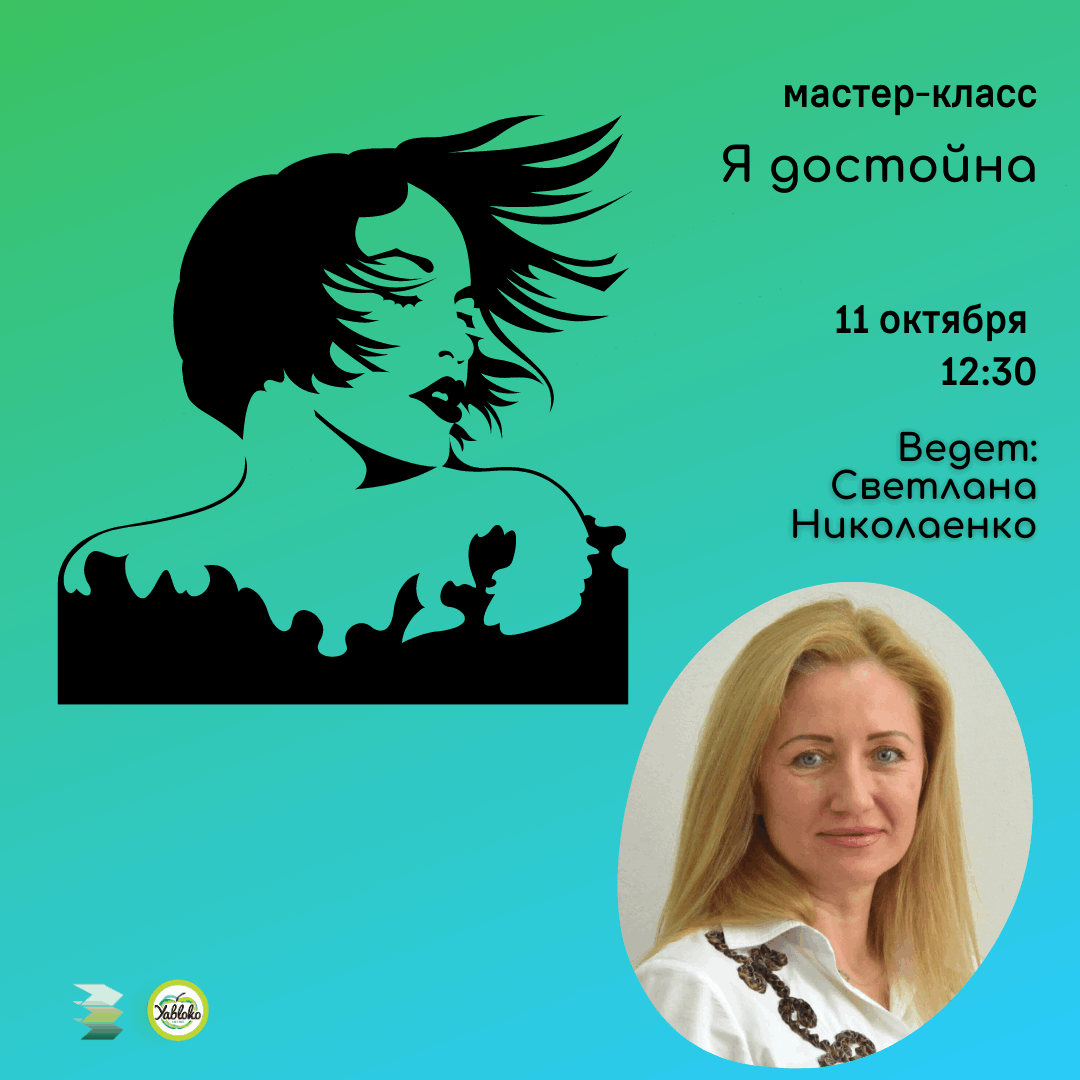 мастер-класс
Я достойна
11 октября
12:30
Ведет:
Светлана
Николаенко
Yabloko